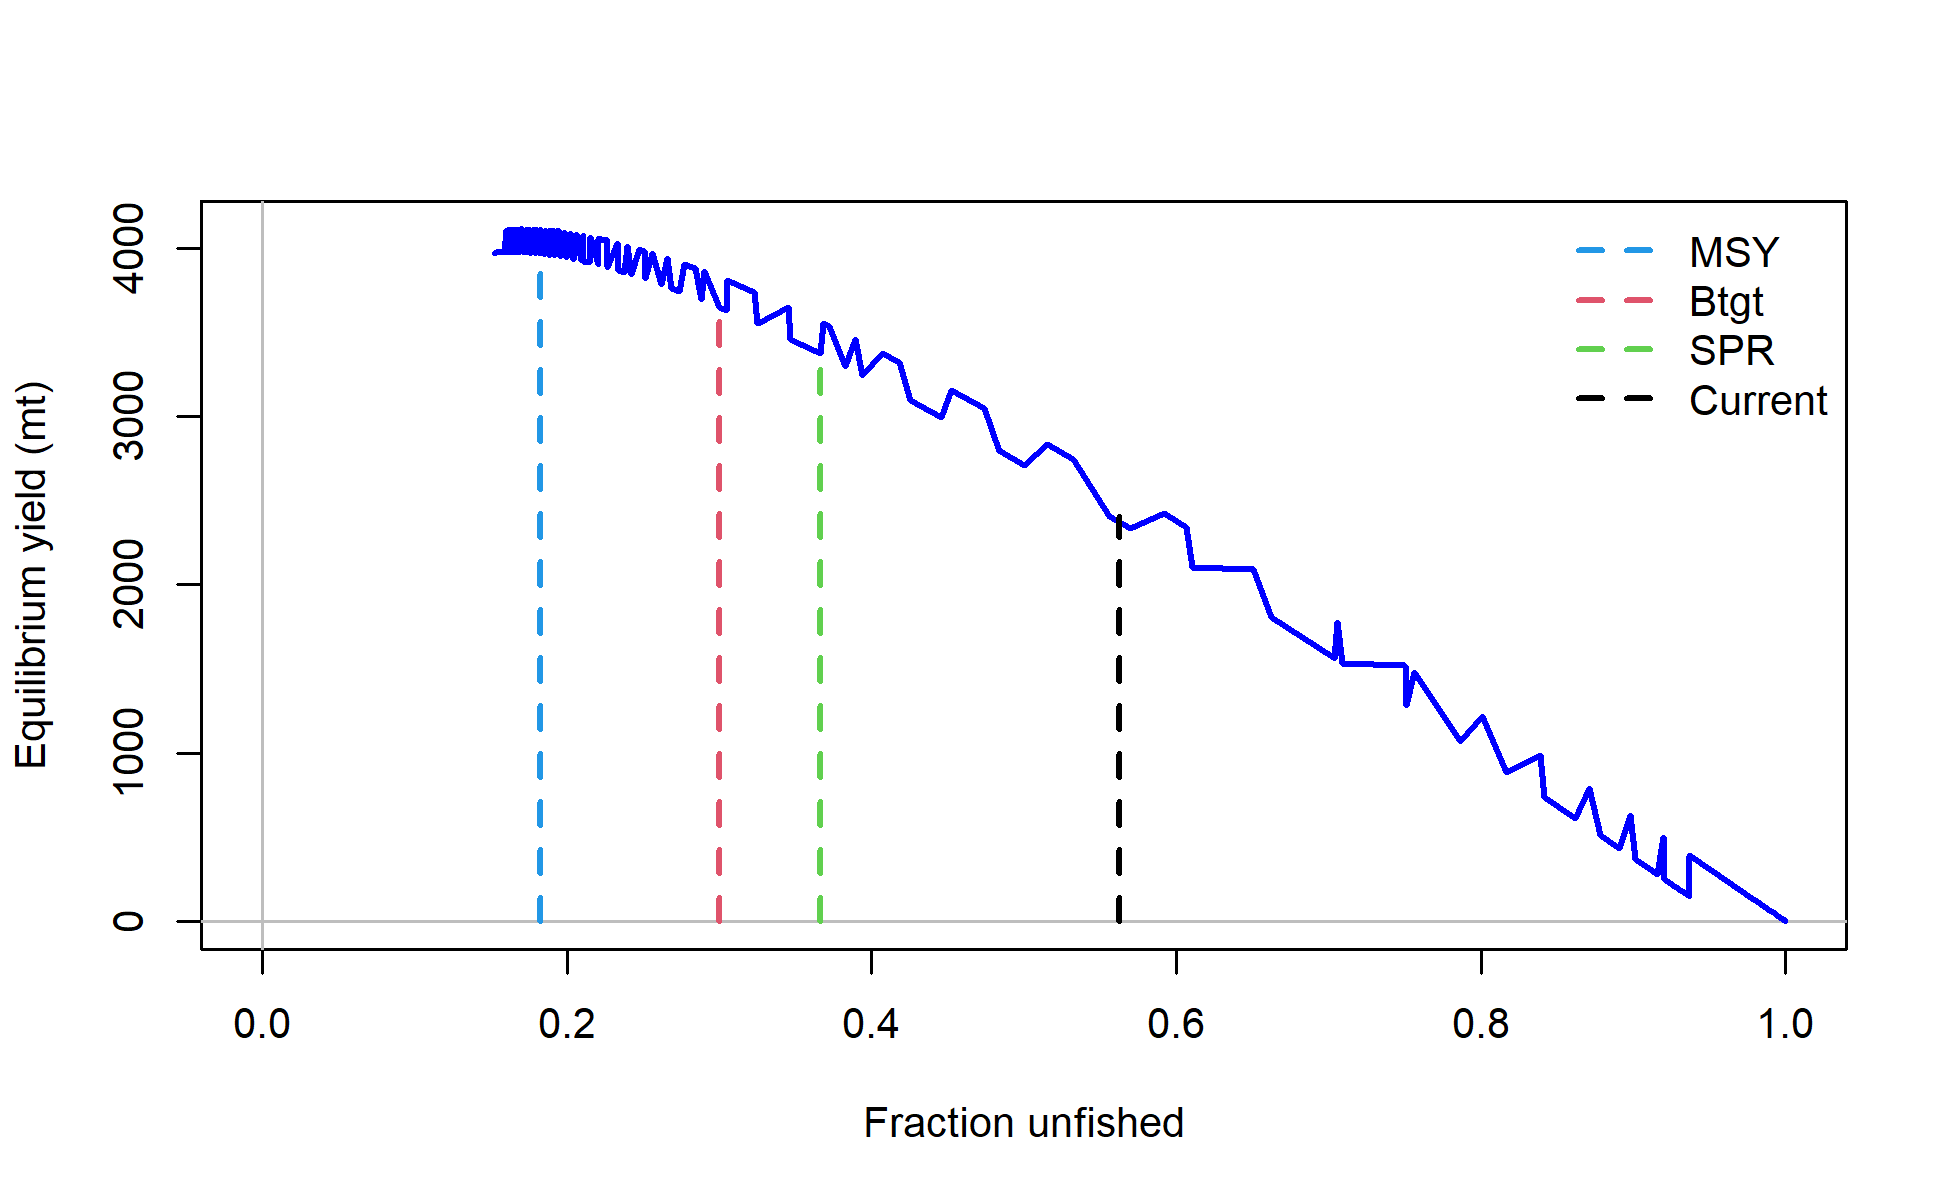 MSY
Btgt
SPR
Current
Equilibrium yield (mt)
4000
3000
2000
1000
0
0.0 0.2 0.4 0.6 0.8 1.0
Fraction unfished